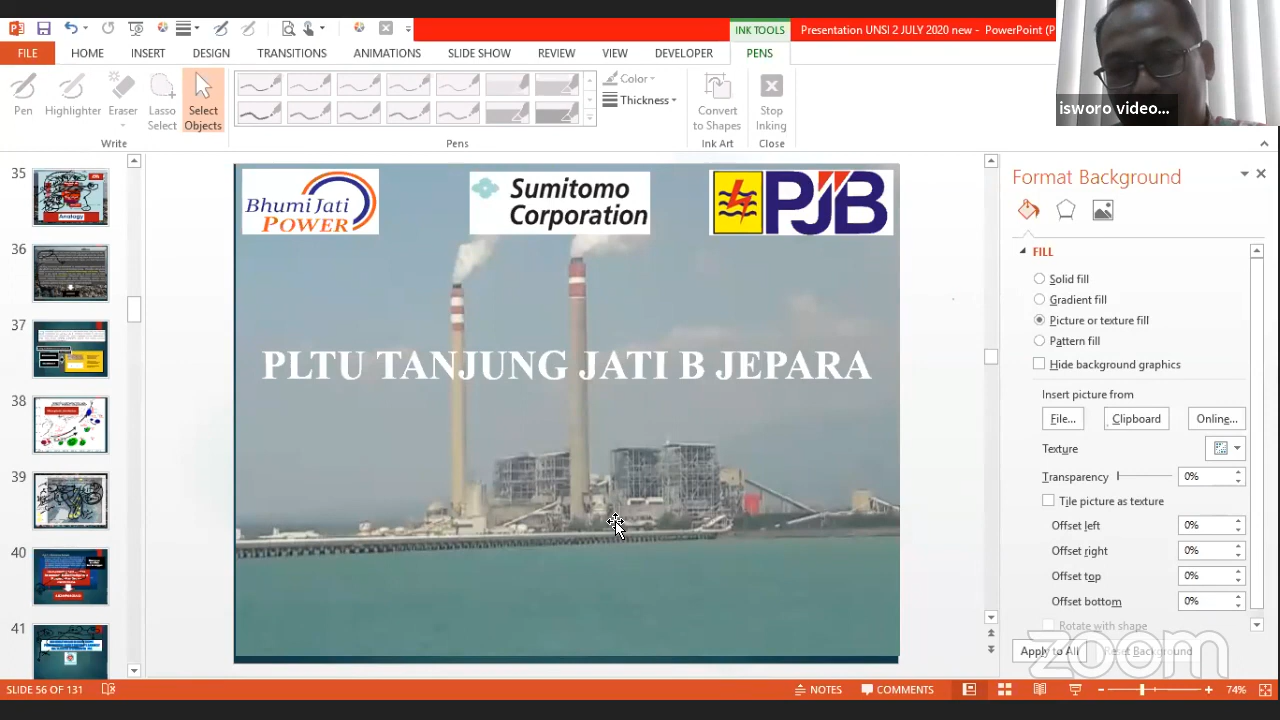 INK TOOLS
Presentation UNSI 2 JULY 2020 new - PowerPoint (P
FILE HOME INSERT DESIGN TRANSITIONS ANIMATIONS SLIDE SHOW REVIEW VIEW DEVELOPER PENS
isworo video...
Pen
Highlighter
Eraser
Lasso Select
Select Objects
Color
Thickness
Convert to Shapes
Stop Inking
Write
Pens
Ink Art
Close
35
Analogy
36
37
38
39
40
41
Bhumi Jati
POWER
Sumitomo
Corporation
PJB
PLTU TANJUNG JATI B JEPARA
Format Background
FILL
Solid fill
Gradient fill
Picture or texture fill
Pattern fill
Hide background graphics
Insert picture from
File... Clipboard Online...
Texture
Transparency 0%
Tile picture as texture
Offset left 0%
Offset right 0%
Offset top 0%
Offset bottom 0%
Rotate with shape
Apply to All Reset Background
zoom
SLIDE 56 OF 131
NOTES COMMENTS 74%